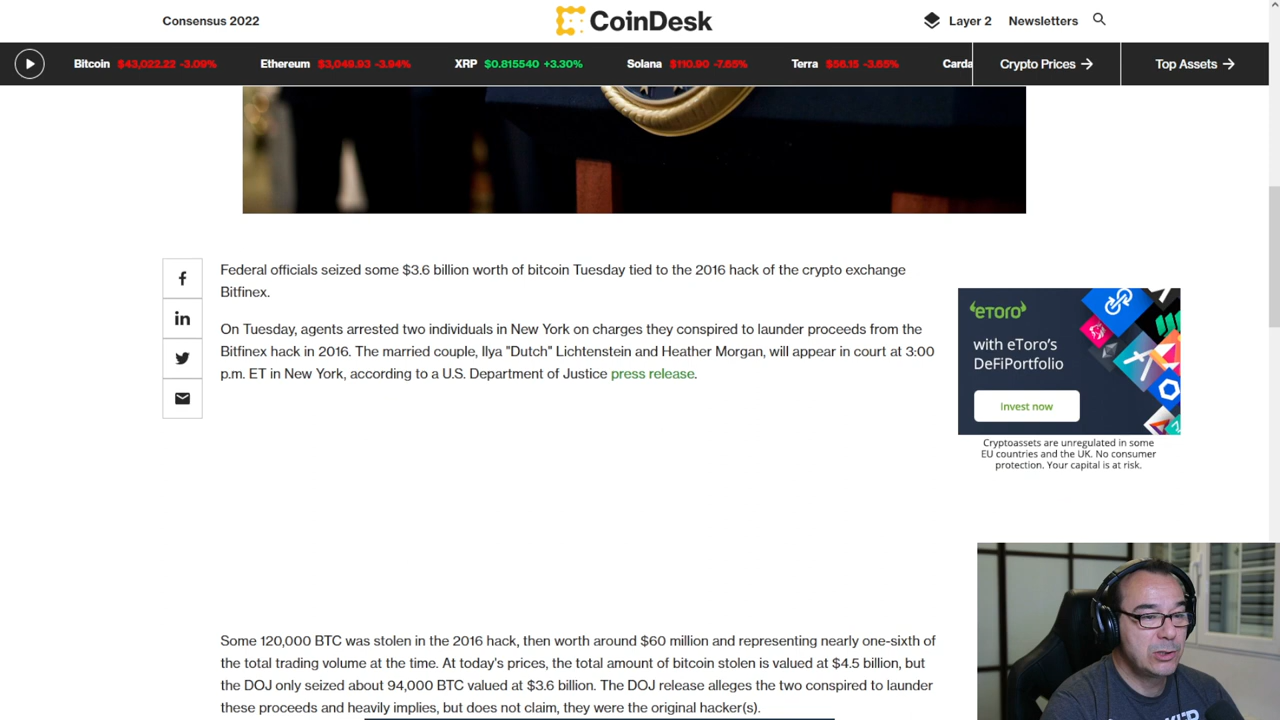 Consensus 2022
CoinDesk
Layer 2
Newsletters
Bitcoin $43,022.22 -3.09%
Ethereum $3,049.93 -3.94%
XRP $0.815540 +3.30%
Solana $110.90 -7.65%
Terra $56.15 -3.65%
Carda
Crypto Prices
Top Assets
Federal officials seized some $3.6 billion worth of bitcoin Tuesday tied to the 2016 hack of the crypto exchange
Bitfinex.
On Tuesday, agents arrested two individuals in New York on charges they conspired to launder proceeds from the
Bitfinex hack in 2016. The married couple, Ilya "Dutch" Lichtenstein and Heather Morgan, will appear in court at 3:00
p.m. ET in New York, according to a U.S. Department of Justice press release.
eToro
with eToro's
DeFiPortfolio
Invest now
Cryptoassets are unregulated in some
EU countries and the UK. No consumer
protection. Your capital is at risk.
Some 120,000 BTC was stolen in the 2016 hack, then worth around $60 million and representing nearly one-sixth of
the total trading volume at the time. At today's prices, the total amount of bitcoin stolen is valued at $4.5 billion, but
the DOJ only seized about 94,000 BTC valued at $3.6 billion. The DOJ release alleges the two conspired to launder
these proceeds and heavily implies, but does not claim, they were the original hacker(s).